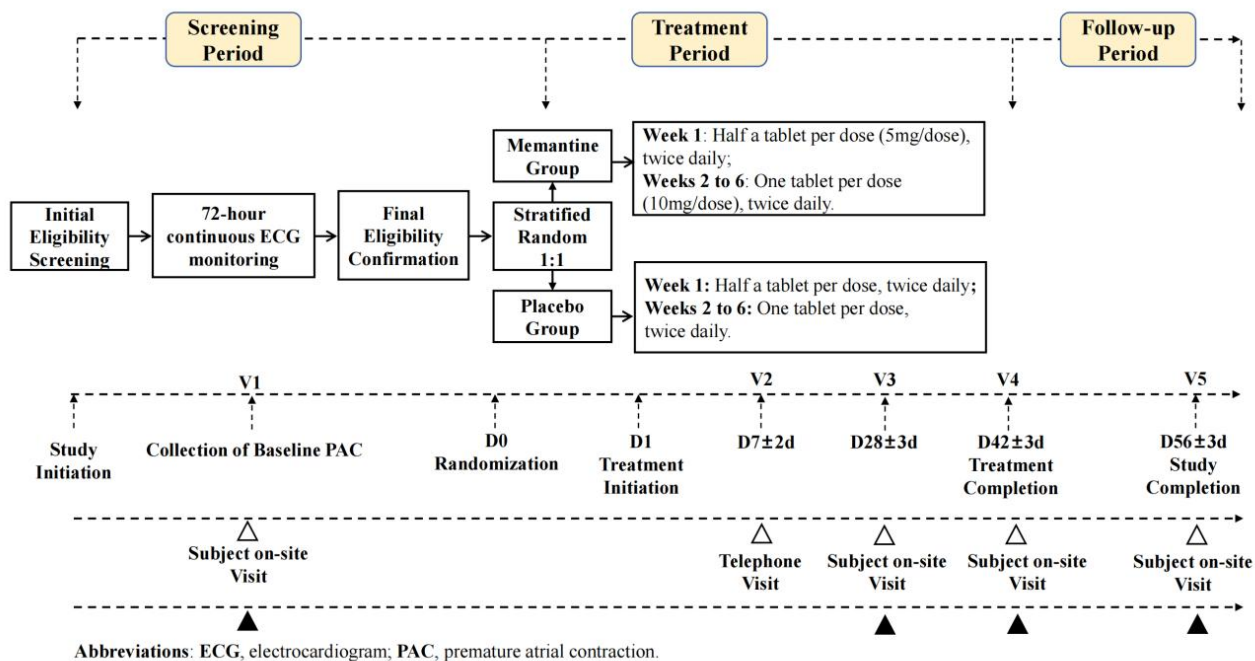 Screening
Period
Treatment
Period
Follow-up
Period
Initial
Eligibility
Screening
72-hour
continuous ECG
monitoring
Final
Eligibility
Confirmation
Stratified
Random
1:1
Memantine
Group
Week 1: Half a tablet per dose (5mg/dose),
twice daily;
Weeks 2 to 6: One tablet per dose
(10mg/dose), twice daily.
Placebo
Group
Week 1: Half a tablet per dose, twice daily;
Weeks 2 to 6: One tablet per dose,
twice daily.
V1
V2
V3
V4
V5
Study
Initiation
Collection of Baseline PAC
D0
Randomization
D1
Treatment
Initiation
D7±2d
D28±3d
D42±3d
Treatment
Completion
D56±3d
Study
Completion
Subject on-site
Visit
Telephone
Visit
Subject on-site
Visit
Subject on-site
Visit
Subject on-site
Visit
Abbreviations: ECG, electrocardiogram; PAC, premature atrial contraction.